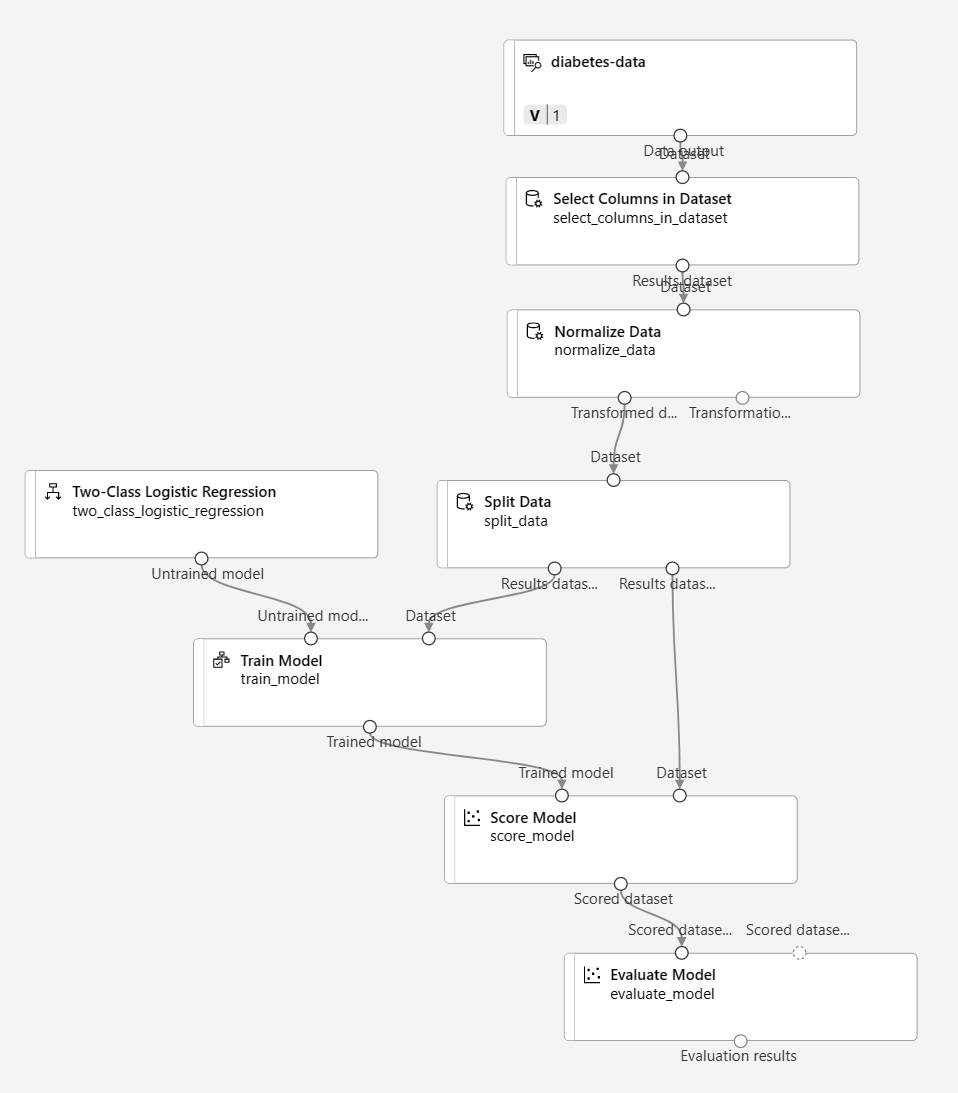 diabetes-data
V 1
Data output
Dataset
Select Columns in Dataset
select_columns_in_dataset
Results dataset
Dataset
Normalize Data
normalize_data
Transformed d... Transformatio...
Dataset
Two-Class Logistic Regression
two_class_logistic_regression
Untrained model
Split Data
split_data
Results datas... Results datas...
Untrained mod... Dataset
Train Model
train_model
Trained model
Trained model Dataset
Score Model
score_model
Scored dataset
Scored datase... Scored datase...
Evaluate Model
evaluate_model
Evaluation results